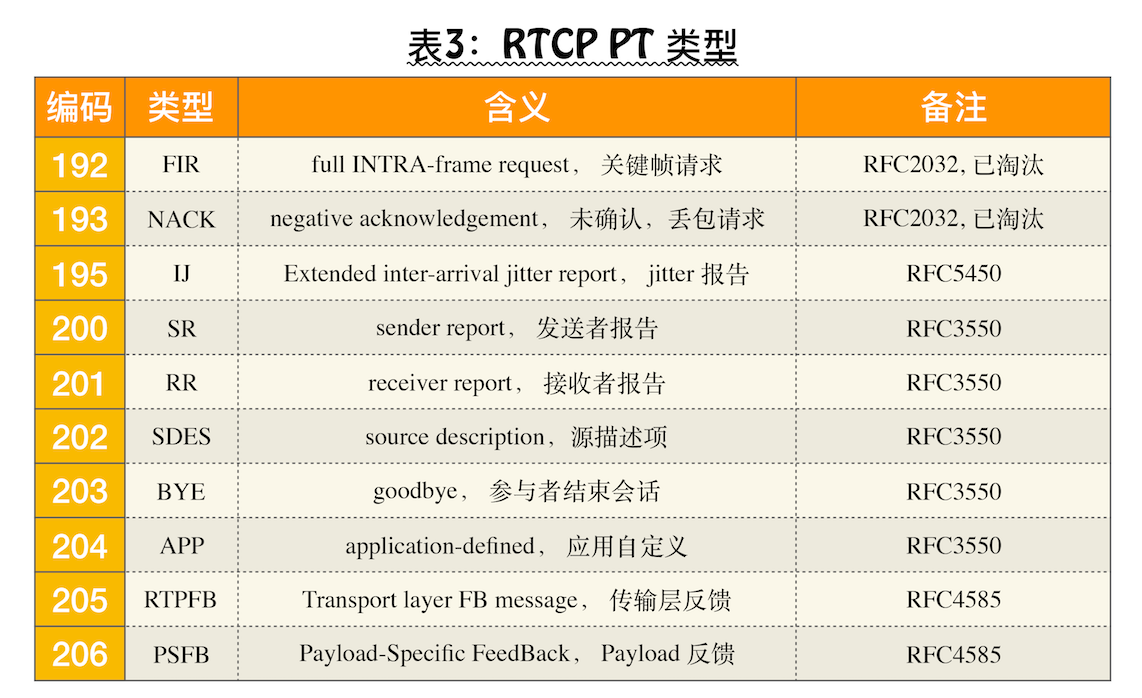 表3：RTCP PT 类型
编码 类型 含义 备注
192 FIR full INTRA-frame request， 关键帧请求 RFC2032, 已淘汰
193 NACK negative acknowledgement， 未确认，丢包请求 RFC2032, 已淘汰
195 IJ Extended inter-arrival jitter report， jitter 报告 RFC5450
200 SR sender report， 发送者报告 RFC3550
201 RR receiver report， 接收者报告 RFC3550
202 SDES source description，源描述项 RFC3550
203 BYE goodbye， 参与者结束会话 RFC3550
204 APP application-defined， 应用自定义 RFC3550
205 RTPFB Transport layer FB message， 传输层反馈 RFC4585
206 PSFB Payload-Specific FeedBack， Payload 反馈 RFC4585